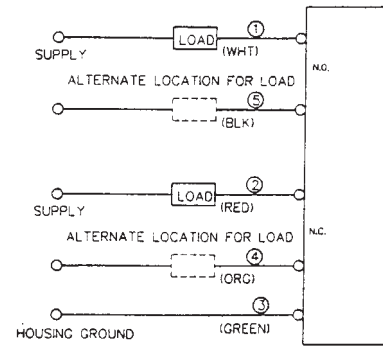 ①
LOAD
SUPPLY
(WHT)
N.O.
ALTERNATE LOCATION FOR LOAD
⑤
(BLK)
②
LOAD
SUPPLY
(RED)
N.C.
ALTERNATE LOCATION FOR LOAD
④
(ORG)
③
HOUSING GROUND
(GREEN)